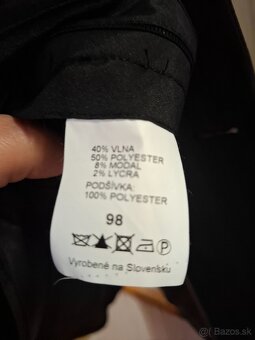 40% VLNA
50% POLYESTER
8% MODAL
2% LYCRA
PODŠÍVKA:
100% POLYESTER
98
P
Vyrobené na Slovensku
Bazos.sk